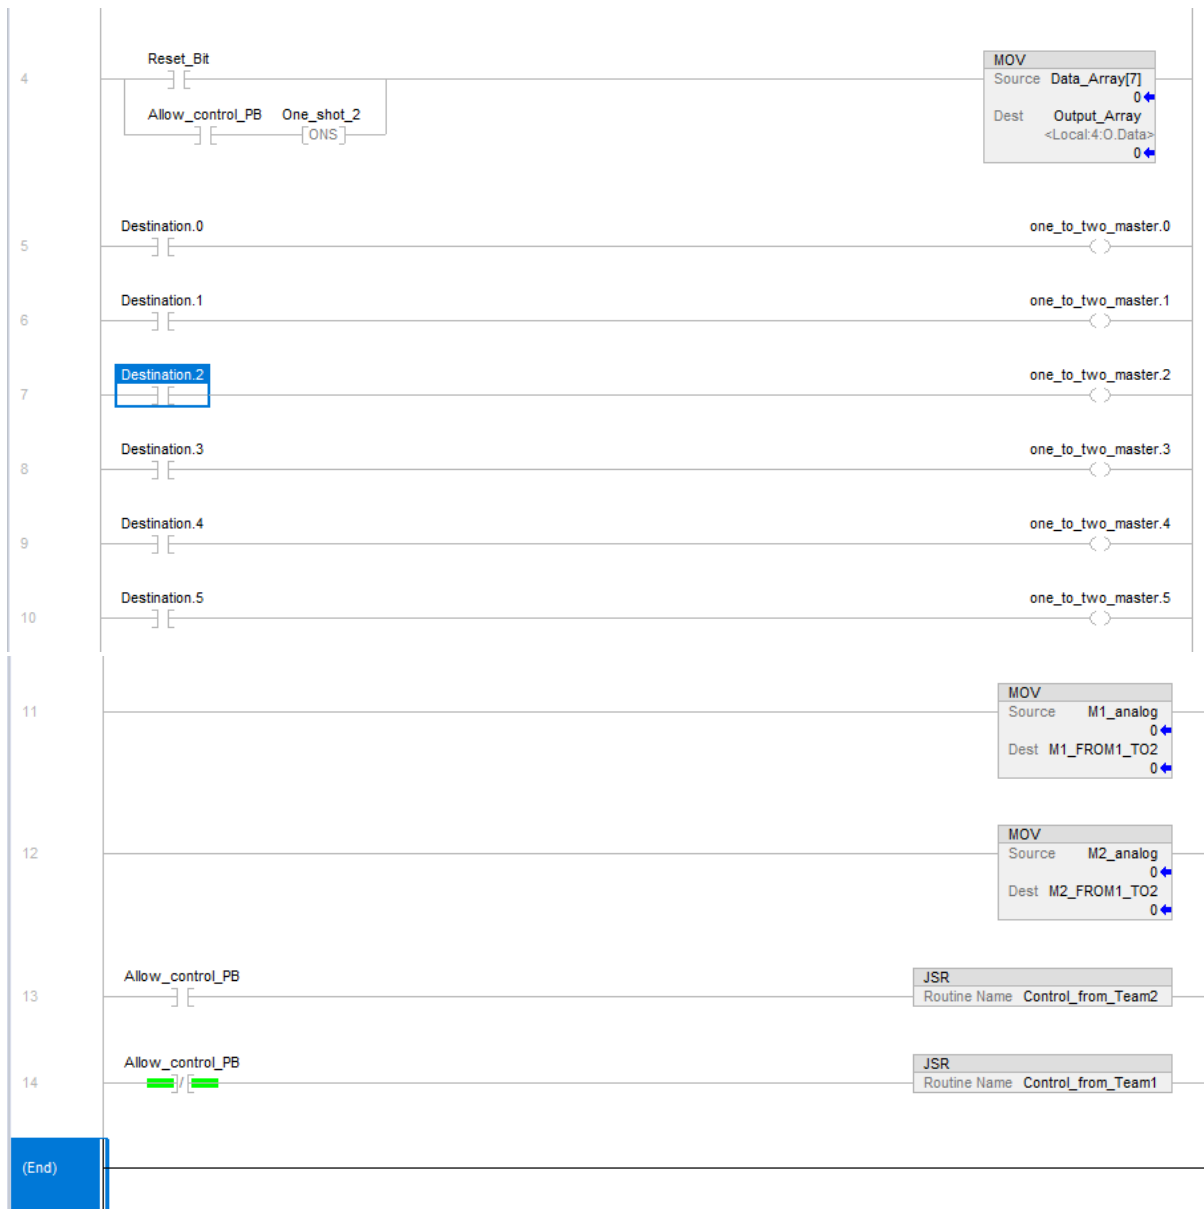 Reset_Bit
MOV
4
Source Data_Array[7]
0
Allow_control_PB One_shot_2
Dest Output_Array
ONS
<Local:4:O.Data>
0
Destination.0 one_to_two_master.0
5
Destination.1 one_to_two_master.1
6
Destination.2 one_to_two_master.2
7
Destination.3 one_to_two_master.3
8
Destination.4 one_to_two_master.4
9
Destination.5 one_to_two_master.5
10
MOV
11
Source M1_analog
0
Dest M1_FROM1_TO2
0
MOV
12
Source M2_analog
0
Dest M2_FROM1_TO2
0
Allow_control_PB
JSR
13
Routine Name Control_from_Team2
Allow_control_PB
JSR
14
Routine Name Control_from_Team1
(End)